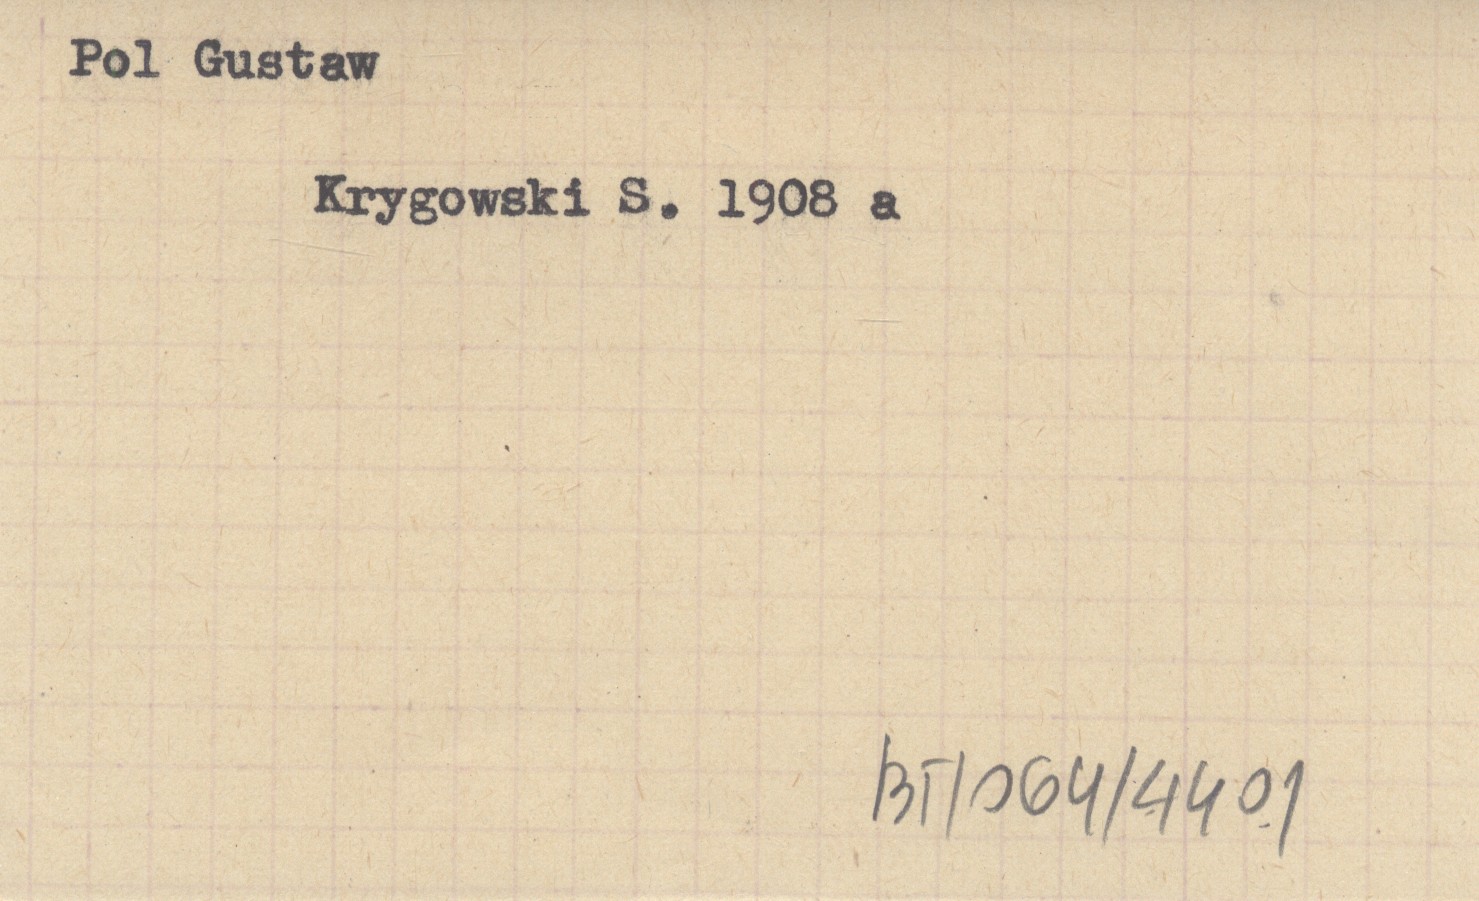 Pol Gustaw
Krygowski S. 1908 a
BT/064/4401